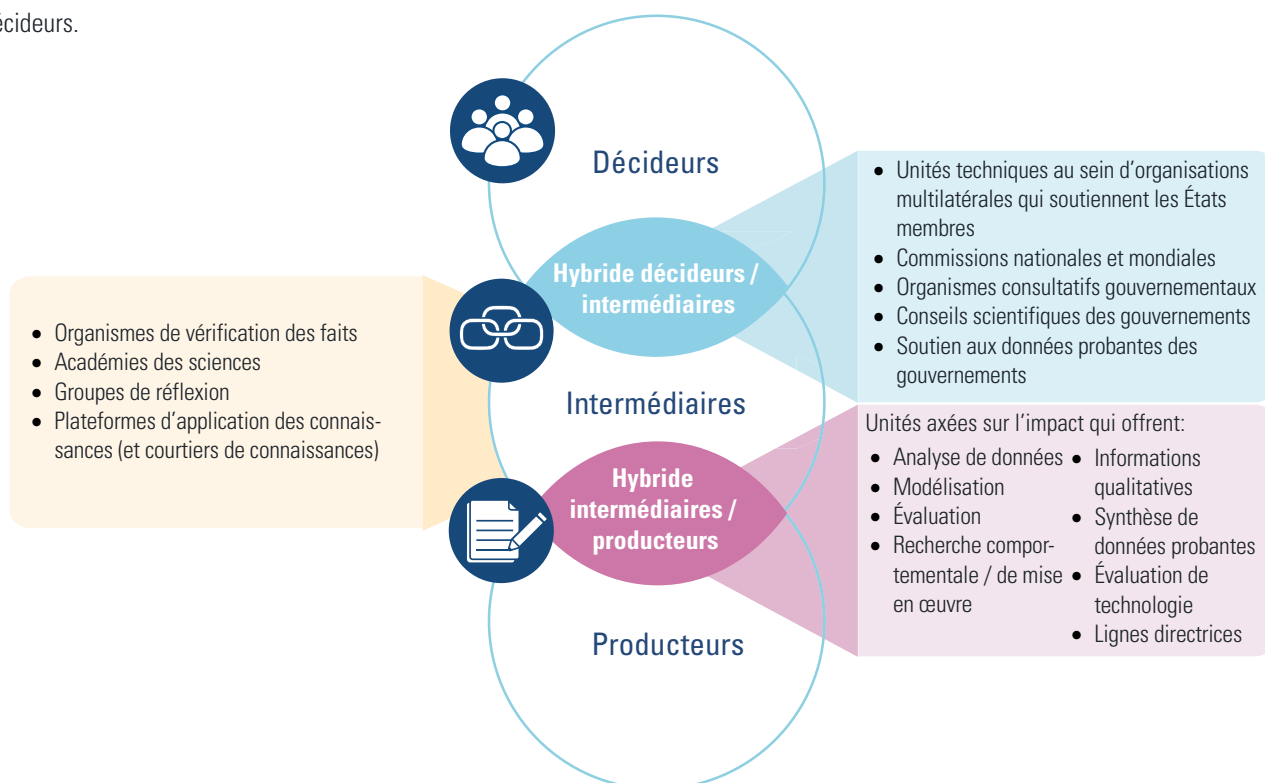 écideurs.
Décideurs
Hybride décideurs /
intermédiaires
• Unités techniques au sein d’organisations
multilatérales qui soutiennent les États
membres
• Commissions nationales et mondiales
• Organismes consultatifs gouvernementaux
• Conseils scientifiques des gouvernements
• Soutien aux données probantes des
gouvernements
• Organismes de vérification des faits
• Académies des sciences
• Groupes de réflexion
• Plateformes d’application des connais-
sances (et courtiers de connaissances)
Intermédiaires
Hybride
intermédiaires /
producteurs
Unités axées sur l’impact qui offrent:
• Analyse de données
• Modélisation
• Évaluation
• Recherche compor-
tementale / de mise
en œuvre
• Informations
qualitatives
• Synthèse de
données probantes
• Évaluation de
technologie
• Lignes directrices
Producteurs